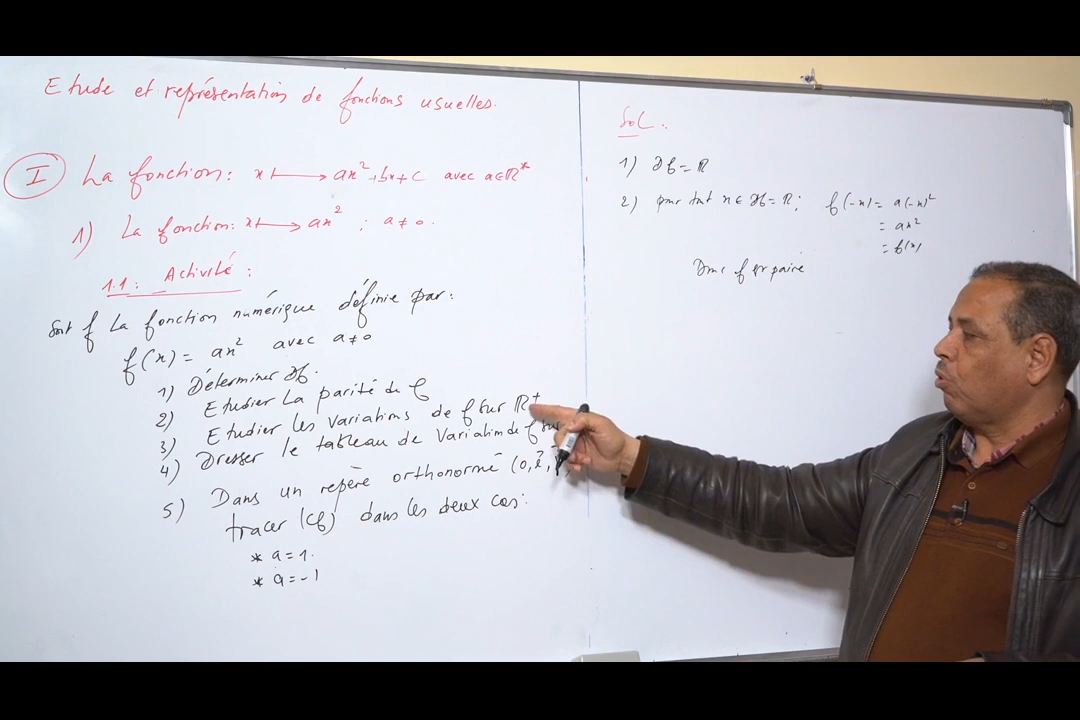 Etude et représentation de fonctions usuelles.
I La fonction: x ⟼ ax²+bx+c avec a∈ℝ*
1) La fonction: x ⟼ ax² ; a≠0.
1.1: Activité:
Soit f La fonction numérique définie par:
f(x) = ax² avec a≠0
1) Déterminer Df.
2) Etudier La parité de f
3) Etudier les variations de f sur ℝ⁺
4) Dresser le tableau de variation de f sur
5) Dans un repère orthonormé (o,i,
tracer (Cf) dans les deux cas:
* a=1.
* a=-1
Sol.
1) Df = ℝ
2) pour tout x ∈ Df = ℝ; f(-x) = a(-x)²
= ax²
= f(x)
Donc f est paire